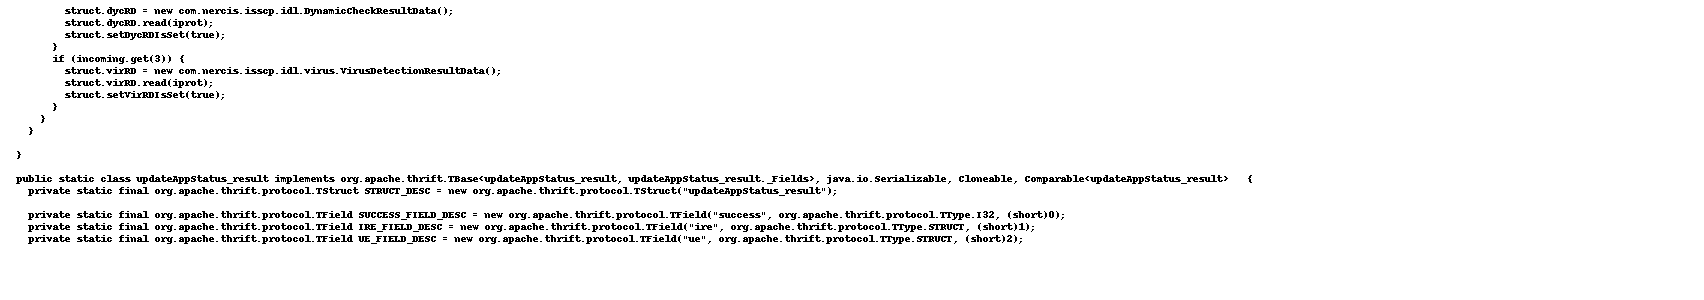 struct.dycRD = new com.nercis.isscp.idl.DynamicCheckResultData();
struct.dycRD.read(iprot);
struct.setDycRDIsSet(true);
}
if (incoming.get(3)) {
struct.virRD = new com.nercis.isscp.idl.virus.VirusDetectionResultData();
struct.virRD.read(iprot);
struct.setVirRDIsSet(true);
}
}
}
}
public static class updateAppStatus_result implements org.apache.thrift.TBase<updateAppStatus_result, updateAppStatus_result._Fields>, java.io.Serializable, Cloneable, Comparable<updateAppStatus_result>   {
private static final org.apache.thrift.protocol.TStruct STRUCT_DESC = new org.apache.thrift.protocol.TStruct("updateAppStatus_result");
private static final org.apache.thrift.protocol.TField SUCCESS_FIELD_DESC = new org.apache.thrift.protocol.TField("success", org.apache.thrift.protocol.TType.I32, (short)0);
private static final org.apache.thrift.protocol.TField IRE_FIELD_DESC = new org.apache.thrift.protocol.TField("ire", org.apache.thrift.protocol.TType.STRUCT, (short)1);
private static final org.apache.thrift.protocol.TField UE_FIELD_DESC = new org.apache.thrift.protocol.TField("ue", org.apache.thrift.protocol.TType.STRUCT, (short)2);